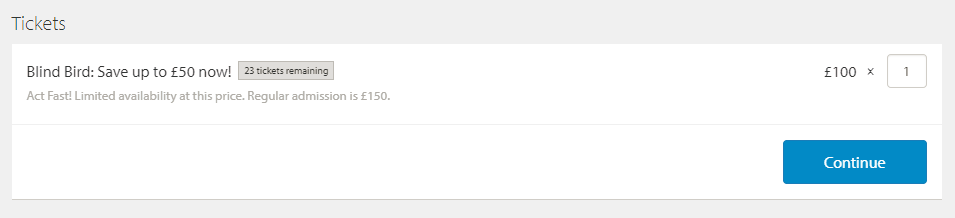 Tickets
Blind Bird: Save up to £50 now! 23 tickets remaining £100 × 1
Act Fast! Limited availability at this price. Regular admission is £150.
Continue